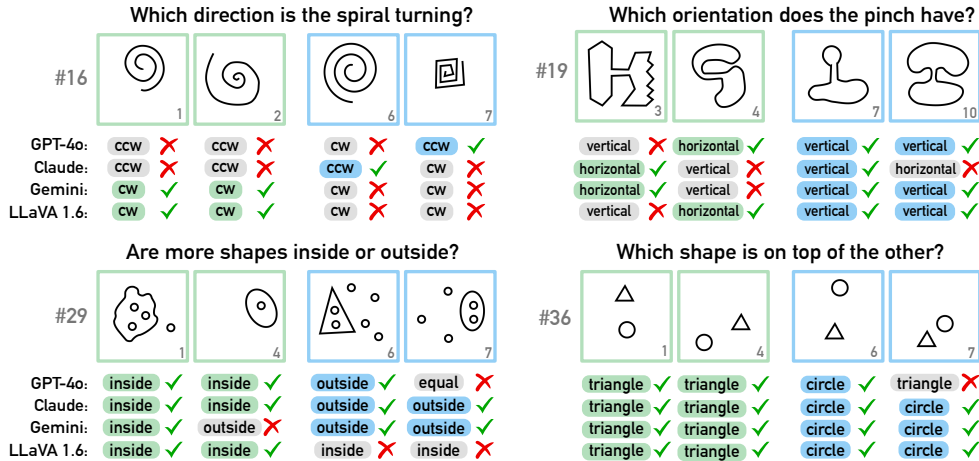 Which direction is the spiral turning?
#16
1 2 6 7
GPT-4o: ccw ccw cw ccw
Claude: ccw ccw ccw cw
Gemini: cw cw cw cw
LLaVA 1.6: cw cw cw cw
Which orientation does the pinch have?
#19
3 4 7 10
vertical horizontal vertical vertical
horizontal vertical vertical horizontal
horizontal vertical vertical vertical
vertical horizontal vertical vertical
Are more shapes inside or outside?
#29
1 4 6 7
GPT-4o: inside inside outside equal
Claude: inside inside outside outside
Gemini: inside outside outside outside
LLaVA 1.6: inside inside inside inside
Which shape is on top of the other?
#36
1 4 6 7
triangle triangle circle triangle
triangle triangle circle circle
triangle triangle circle circle
triangle triangle circle circle